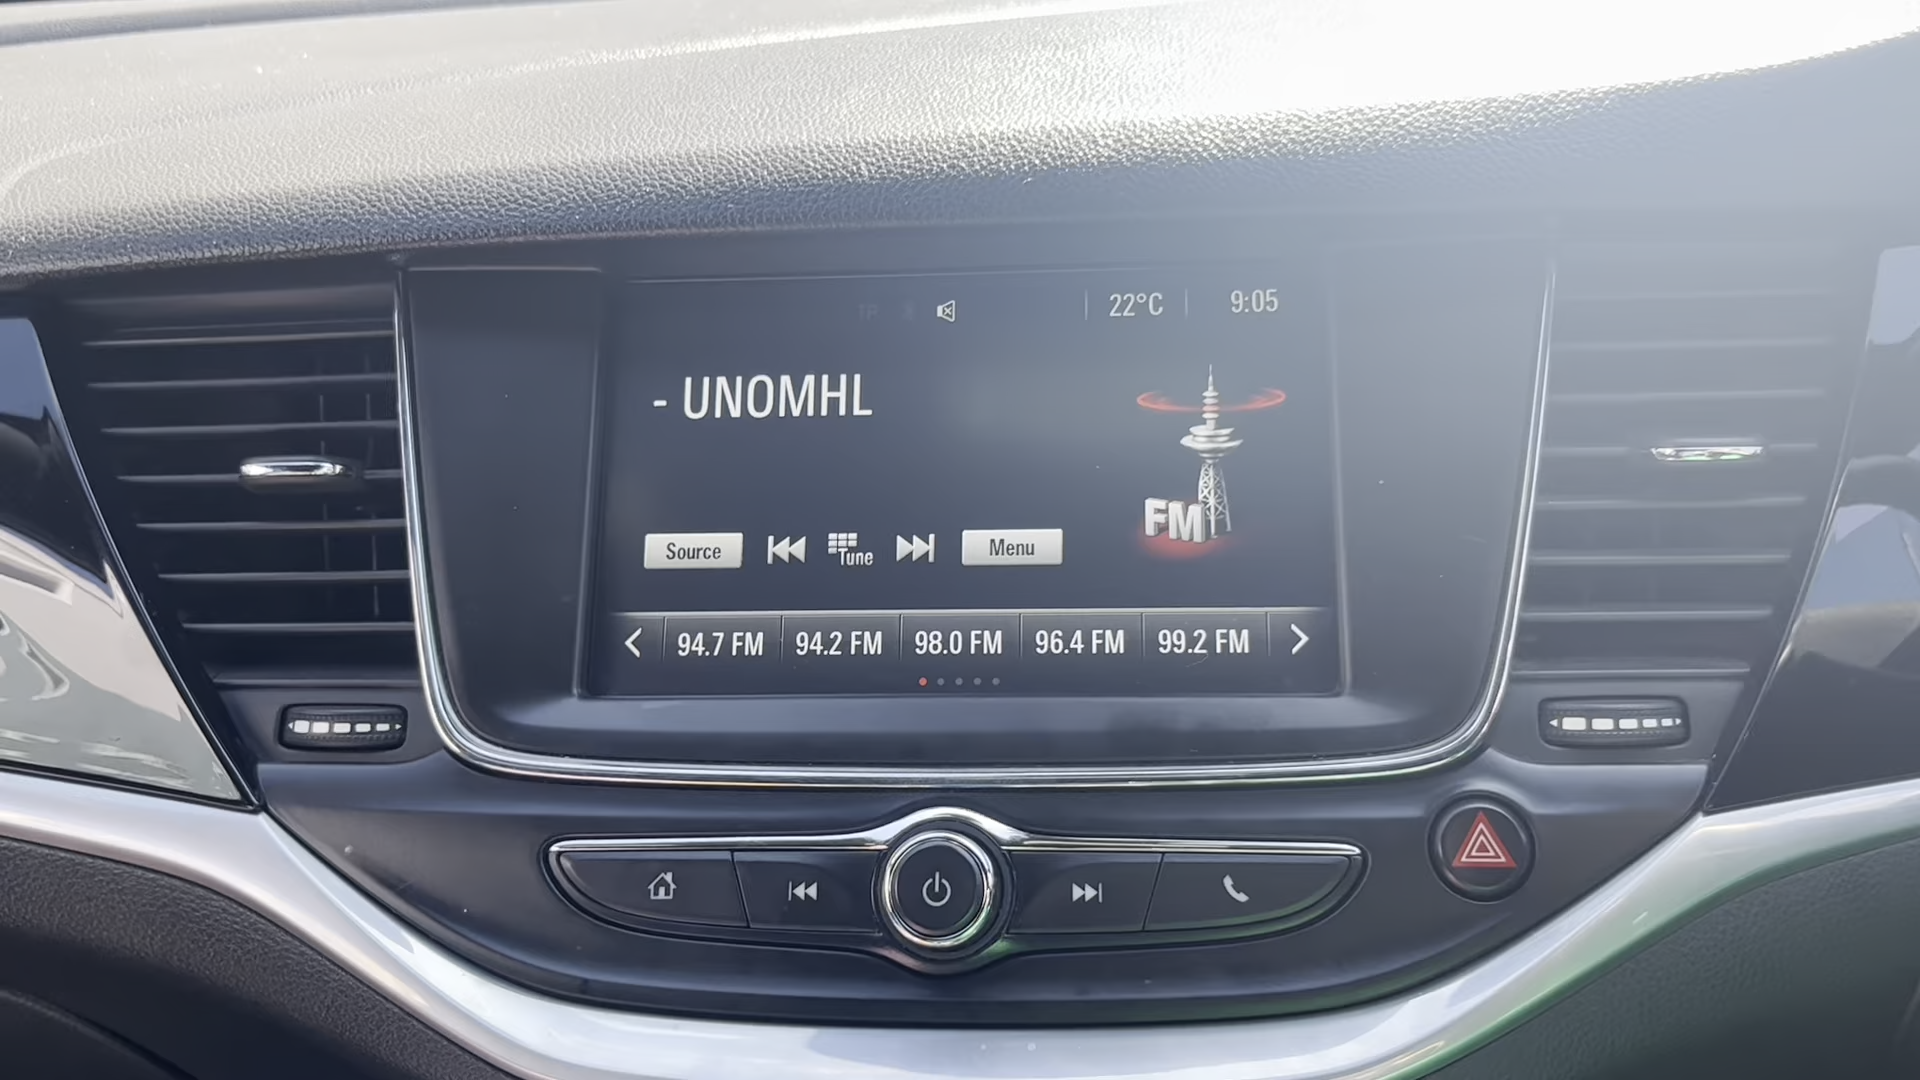 TP
22°C
9:05
- UNOMHL
FM
Source
Tune
Menu
94.7 FM
94.2 FM
98.0 FM
96.4 FM
99.2 FM